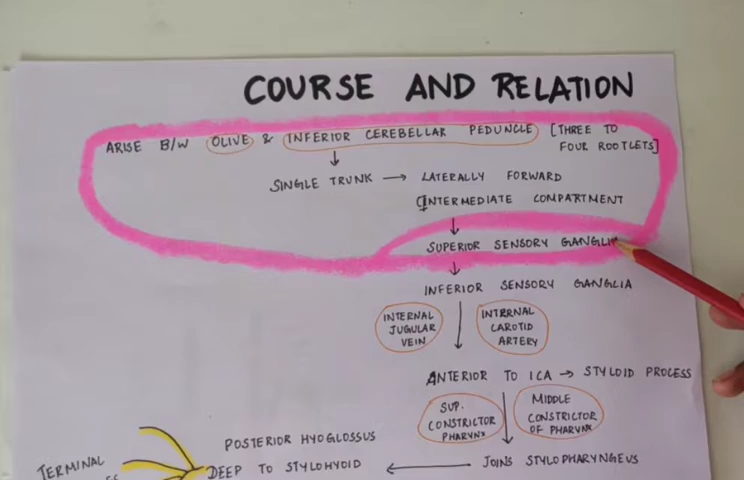 COURSE AND RELATION
ARISE B/W OLIVE & INFERIOR CEREBELLAR PEDUNCLE [THREE TO
FOUR ROOTLETS]
SINGLE TRUNK → LATERALLY FORWARD
INTERMEDIATE COMPARTMENT
SUPERIOR SENSORY
INFERIOR SENSORY GANGLIA
INTERNAL
JUGULAR
VEIN
INTERNAL
CAROTID
ARTERY
ANTERIOR TO ICA → STYLOID PROCESS
SUP.
CONSTRICTOR
PHARYNX
MIDDLE
CONSTRICTOR
OF PHARYNX
POSTERIOR HYOGLOSSUS
DEEP TO STYLOHYOID ← JOINS STYLOPHARYNGEUS
TERMINAL